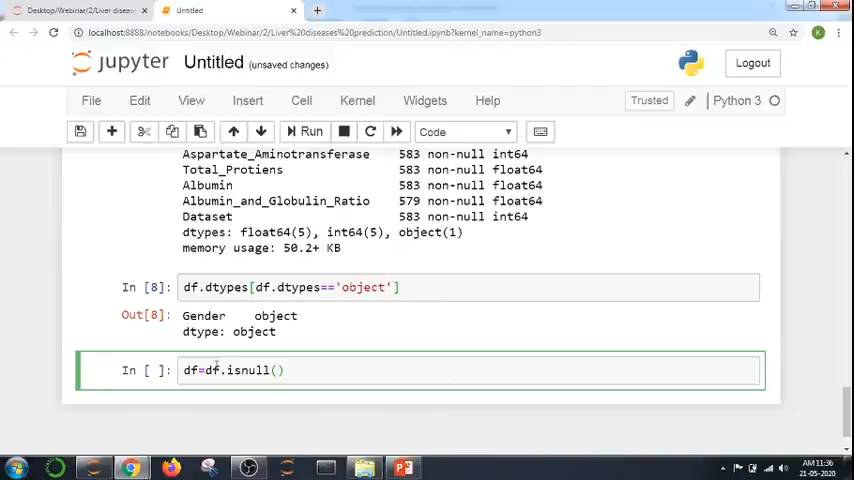 Desktop/Webinar/2/Liver disease
Untitled
localhost:8888/notebooks/Desktop/Webinar/2/Liver%20diseases%20prediction/Untitled.ipynb?kernel_name=python3
K
jupyter Untitled (unsaved changes)
Logout
File Edit View Insert Cell Kernel Widgets Help
Trusted Python 3
Run Code
Aspartate_Aminotransferase 583 non-null int64
Total_Protiens 583 non-null float64
Albumin 583 non-null float64
Albumin_and_Globulin_Ratio 579 non-null float64
Dataset 583 non-null int64
dtypes: float64(5), int64(5), object(1)
memory usage: 50.2+ KB
In [8]: df.dtypes[df.dtypes=='object']
Out[8]: Gender object
dtype: object
In [ ]: df=df.isnull()
AM 11:36
21-05-2020